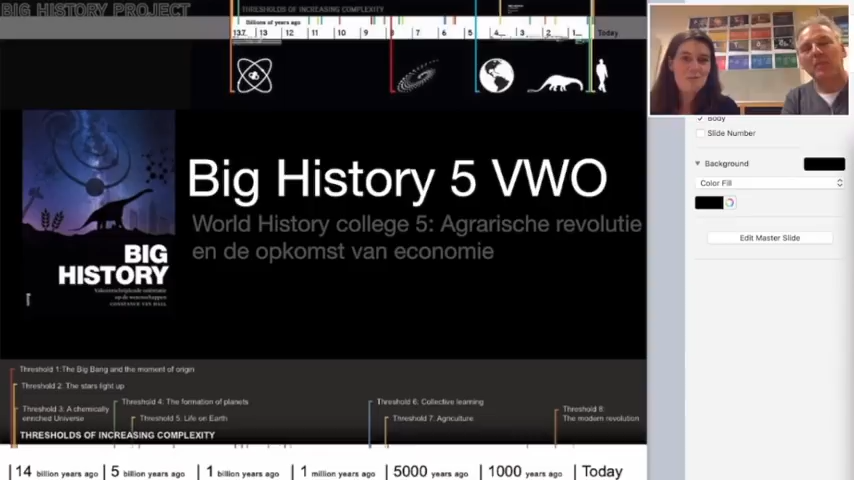 BIG HISTORY PROJECT
THRESHOLDS OF INCREASING COMPLEXITY
Billions of years ago
13.7 13 12 11 10 9 8 7 6 5 4 3 2 1 Today
Body
Slide Number
Background
Color Fill
Edit Master Slide
Big History 5 VWO
World History college 5: Agrarische revolutie
en de opkomst van economie
BIG
HISTORY
Threshold 1:The Big Bang and the moment of origin
Threshold 2: The stars light up
Threshold 3: A chemically
enriched Universe
Threshold 4: The formation of planets
Threshold 5: Life on Earth
Threshold 6: Collective learning
Threshold 7: Agriculture
Threshold 8:
The modern revolution
THRESHOLDS OF INCREASING COMPLEXITY
14 billion years ago 5 billion years ago 1 billion years ago 1 million years ago 5000 years ago 1000 years ago Today